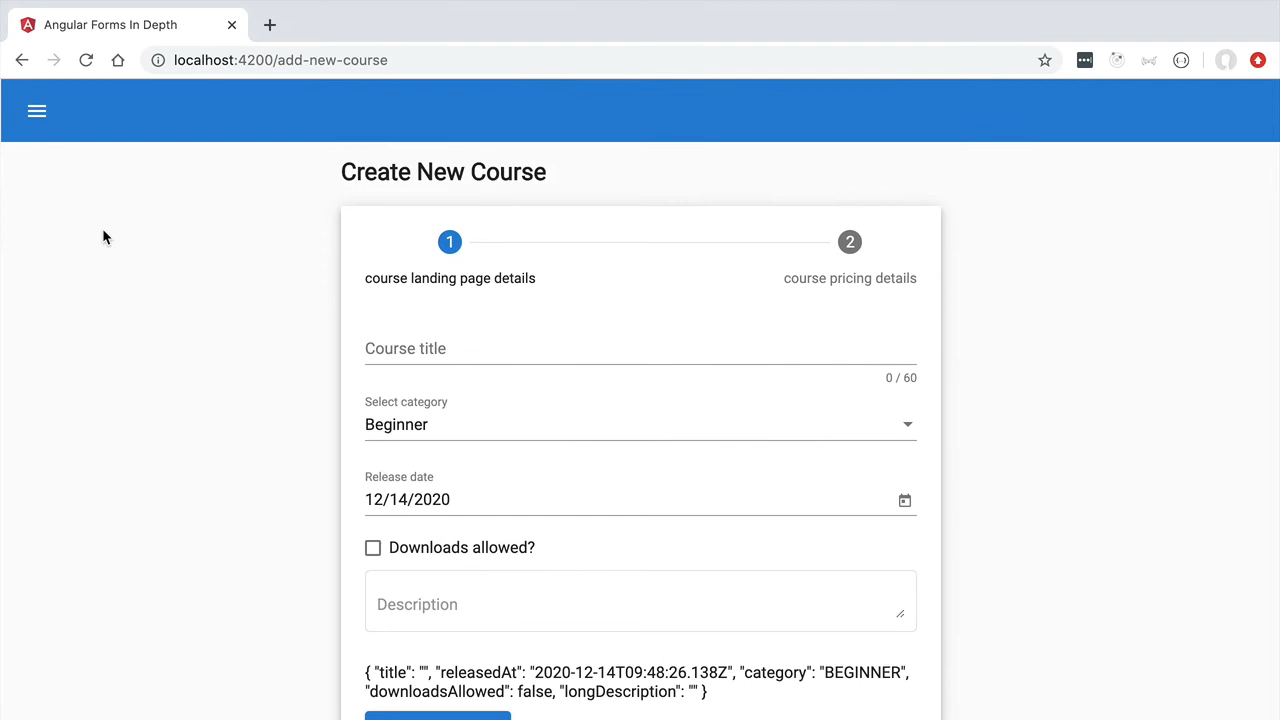 Angular Forms In Depth
localhost:4200/add-new-course
Create New Course
1
2
course landing page details
course pricing details
Course title
0 / 60
Select category
Beginner
Release date
12/14/2020
Downloads allowed?
Description
{ "title": "", "releasedAt": "2020-12-14T09:48:26.138Z", "category": "BEGINNER",
"downloadsAllowed": false, "longDescription": "" }